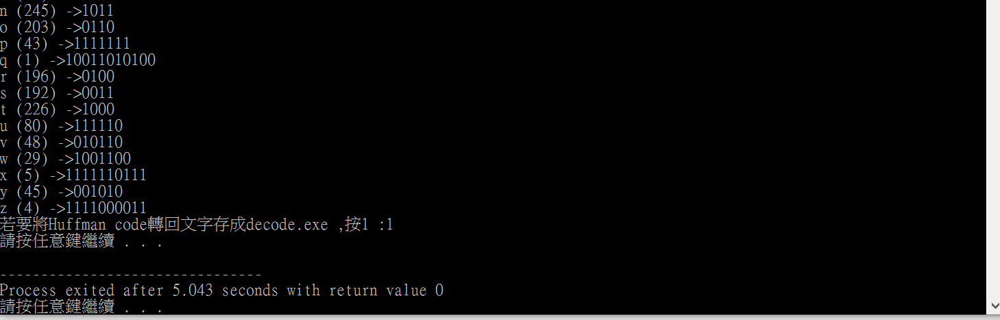 n (245) ->1011
o (203) ->0110
p (43) ->1111111
q (1) ->10011010100
r (196) ->0100
s (192) ->0011
t (226) ->1000
u (80) ->111110
v (48) ->010110
w (29) ->1001100
x (5) ->1111110111
y (45) ->001010
z (4) ->1111000011
若要將Huffman code轉回文字存成decode.exe ,按1 :1
請按任意鍵繼續 . . .
--------------------------------
Process exited after 5.043 seconds with return value 0
請按任意鍵繼續 . . .